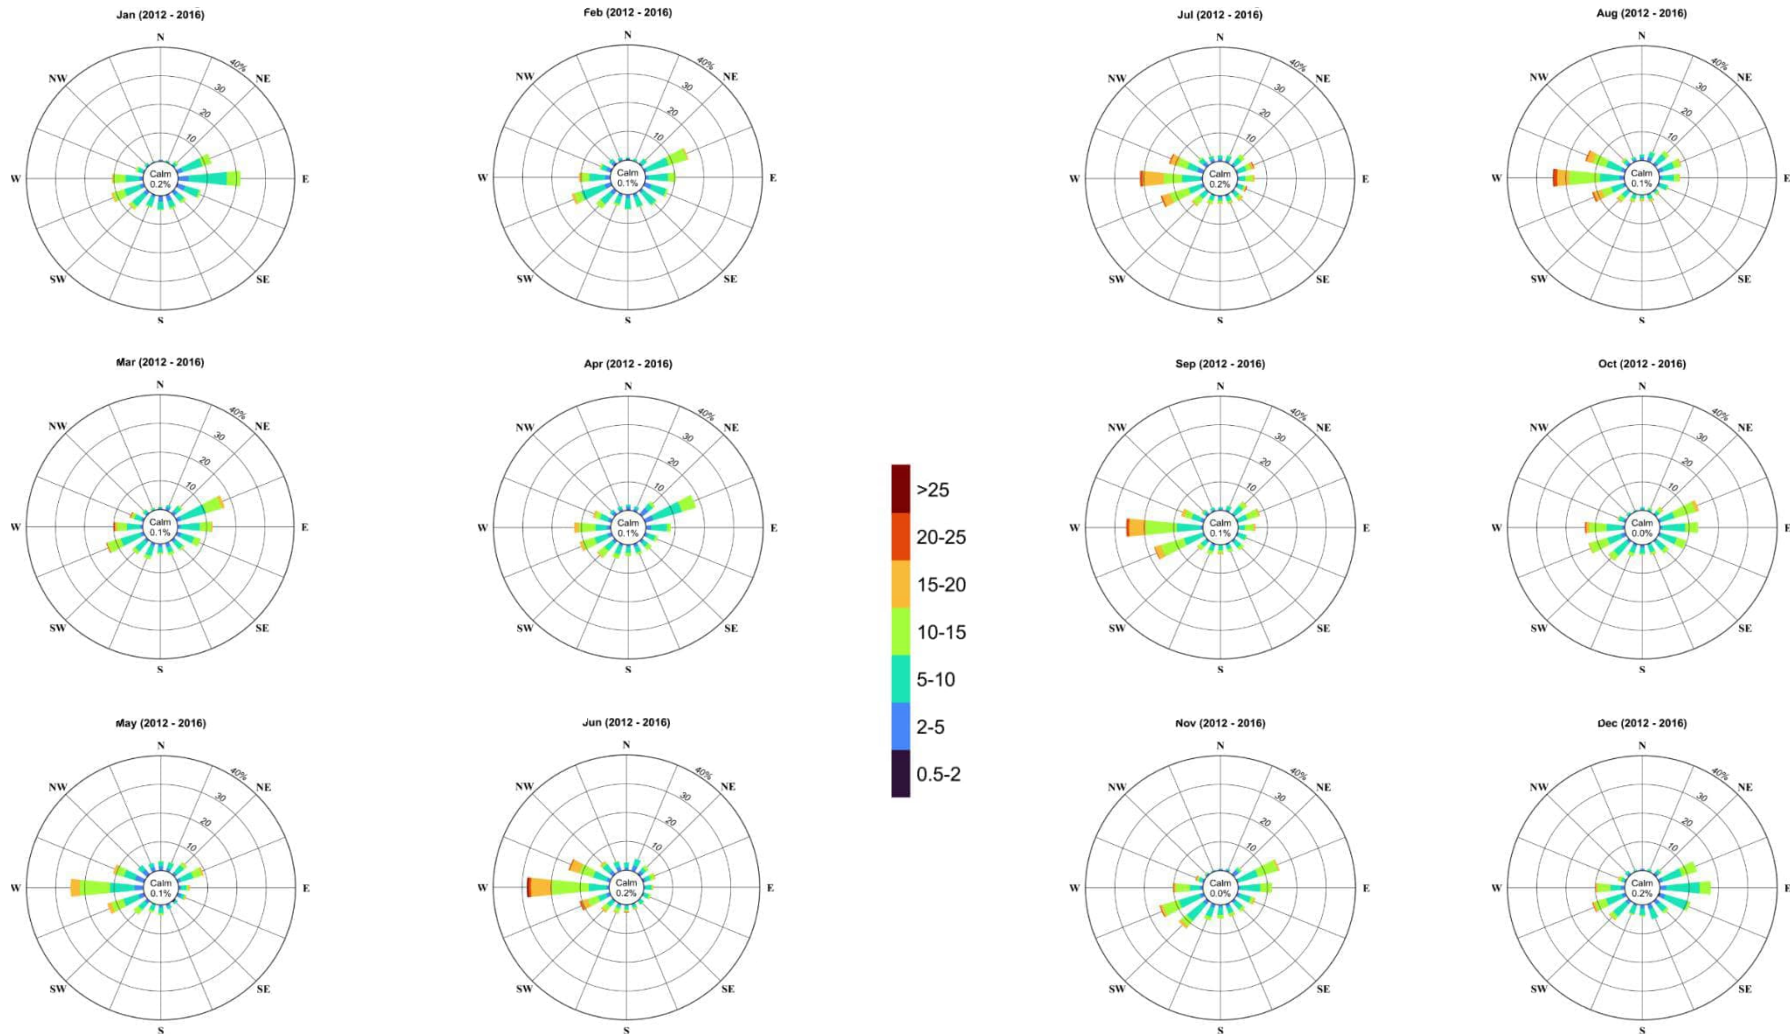 Jan (2012 - 2016)
N
NW
NE
40%
30
20
10
W
Calm
0.2%
E
SW
SE
S
Feb (2012 - 2016)
N
NW
NE
40%
30
20
10
W
Calm
0.1%
E
SW
SE
S
Jul (2012 - 2016)
N
NW
NE
40%
30
20
10
W
Calm
0.2%
E
SW
SE
S
Aug (2012 - 2016)
N
NW
NE
40%
30
20
10
W
Calm
0.1%
E
SW
SE
S
Mar (2012 - 2016)
N
NW
NE
40%
30
20
10
W
Calm
0.1%
E
SW
SE
S
Apr (2012 - 2016)
N
NW
NE
40%
30
20
10
W
Calm
0.1%
E
SW
SE
S
>25
20-25
15-20
10-15
5-10
2-5
0.5-2
Sep (2012 - 2016)
N
NW
NE
40%
30
20
10
W
Calm
0.1%
E
SW
SE
S
Oct (2012 - 2016)
N
NW
NE
40%
30
20
10
W
Calm
0.0%
E
SW
SE
S
May (2012 - 2016)
N
NW
NE
40%
30
20
10
W
Calm
0.1%
E
SW
SE
S
Jun (2012 - 2016)
N
NW
NE
40%
30
20
10
W
Calm
0.2%
E
SW
SE
S
Nov (2012 - 2016)
N
NW
NE
40%
30
20
10
W
Calm
0.0%
E
SW
SE
S
Dec (2012 - 2016)
N
NW
NE
40%
30
20
10
W
Calm
0.2%
E
SW
SE
S